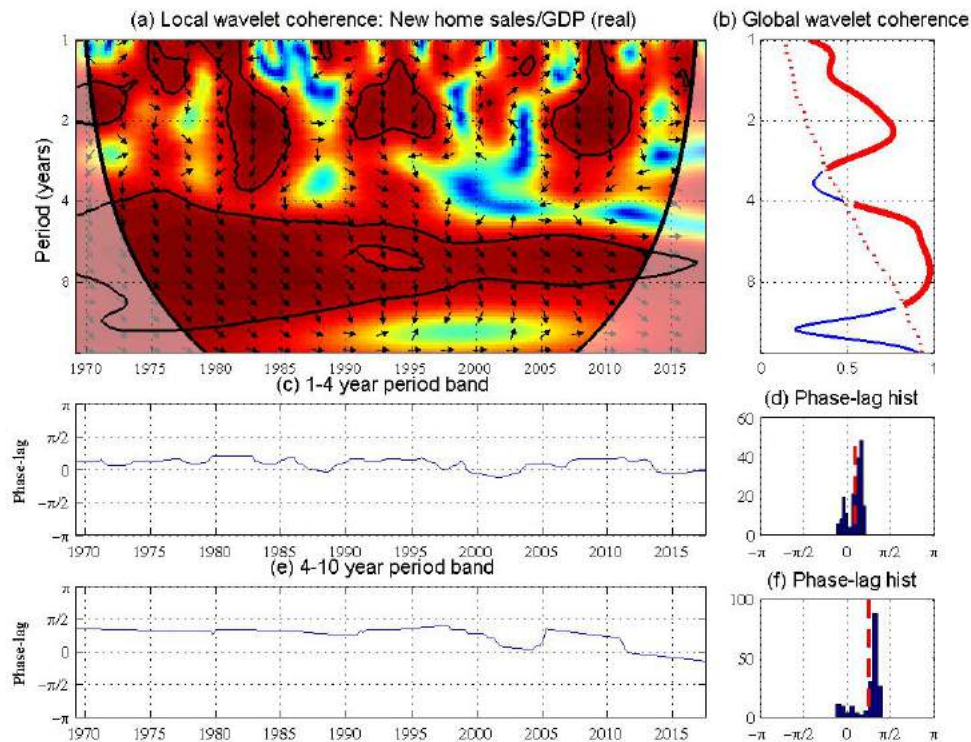 (a) Local wavelet coherence: New home sales/GDP (real)
(b) Global wavelet coherence
1
2
4
8
Period (years)
1970 1975 1980 1985 1990 1995 2000 2005 2010 2015
1
2
4
8
0 0.5 1
(c) 1-4 year period band
π
π/2
0
−π/2
−π
Phase-lag
1970 1975 1980 1985 1990 1995 2000 2005 2010 2015
(d) Phase-lag hist
60
40
20
0
−π −π/2 0 π/2 π
(e) 4-10 year period band
π
π/2
0
−π/2
−π
Phase-lag
1970 1975 1980 1985 1990 1995 2000 2005 2010 2015
(f) Phase-lag hist
100
50
0
−π −π/2 0 π/2 π